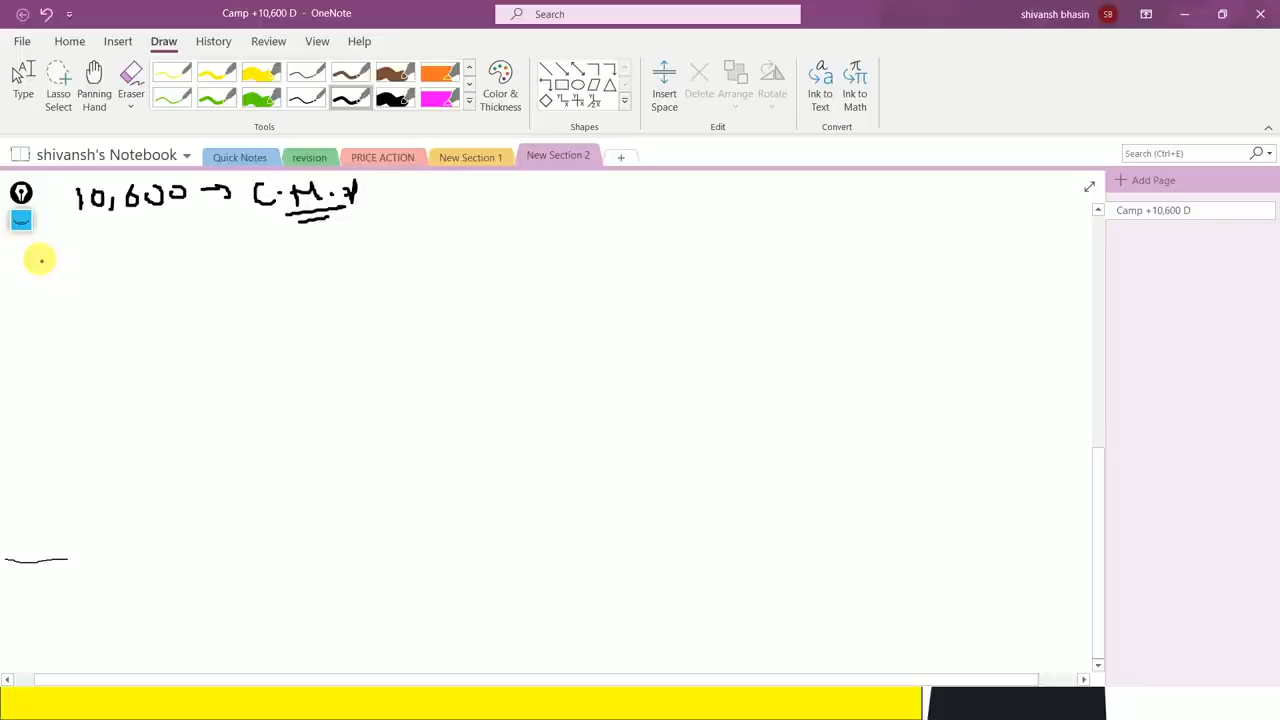 Camp +10,600 D - OneNote
Search
shivansh bhasin
SB
File Home Insert Draw History Review View Help
Type
Lasso Select
Panning Hand
Eraser
Color & Thickness
Insert Space
Delete
Arrange
Rotate
Ink to Text
Ink to Math
Tools
Shapes
Edit
Convert
shivansh's Notebook
Quick Notes
revision
PRICE ACTION
New Section 1
New Section 2
Search (Ctrl+E)
Add Page
Camp +10,600 D
10,600 → C.M.P